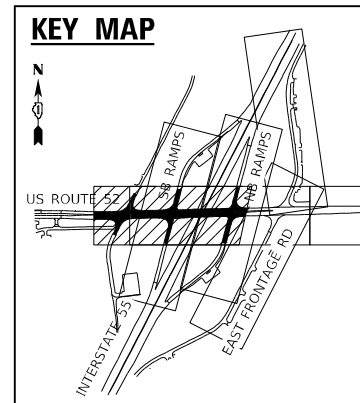 KEY MAP
N
SB RAMPS
NB RAMPS
US ROUTE 52
EAST FRONTAGE RD
INTERSTATE 55